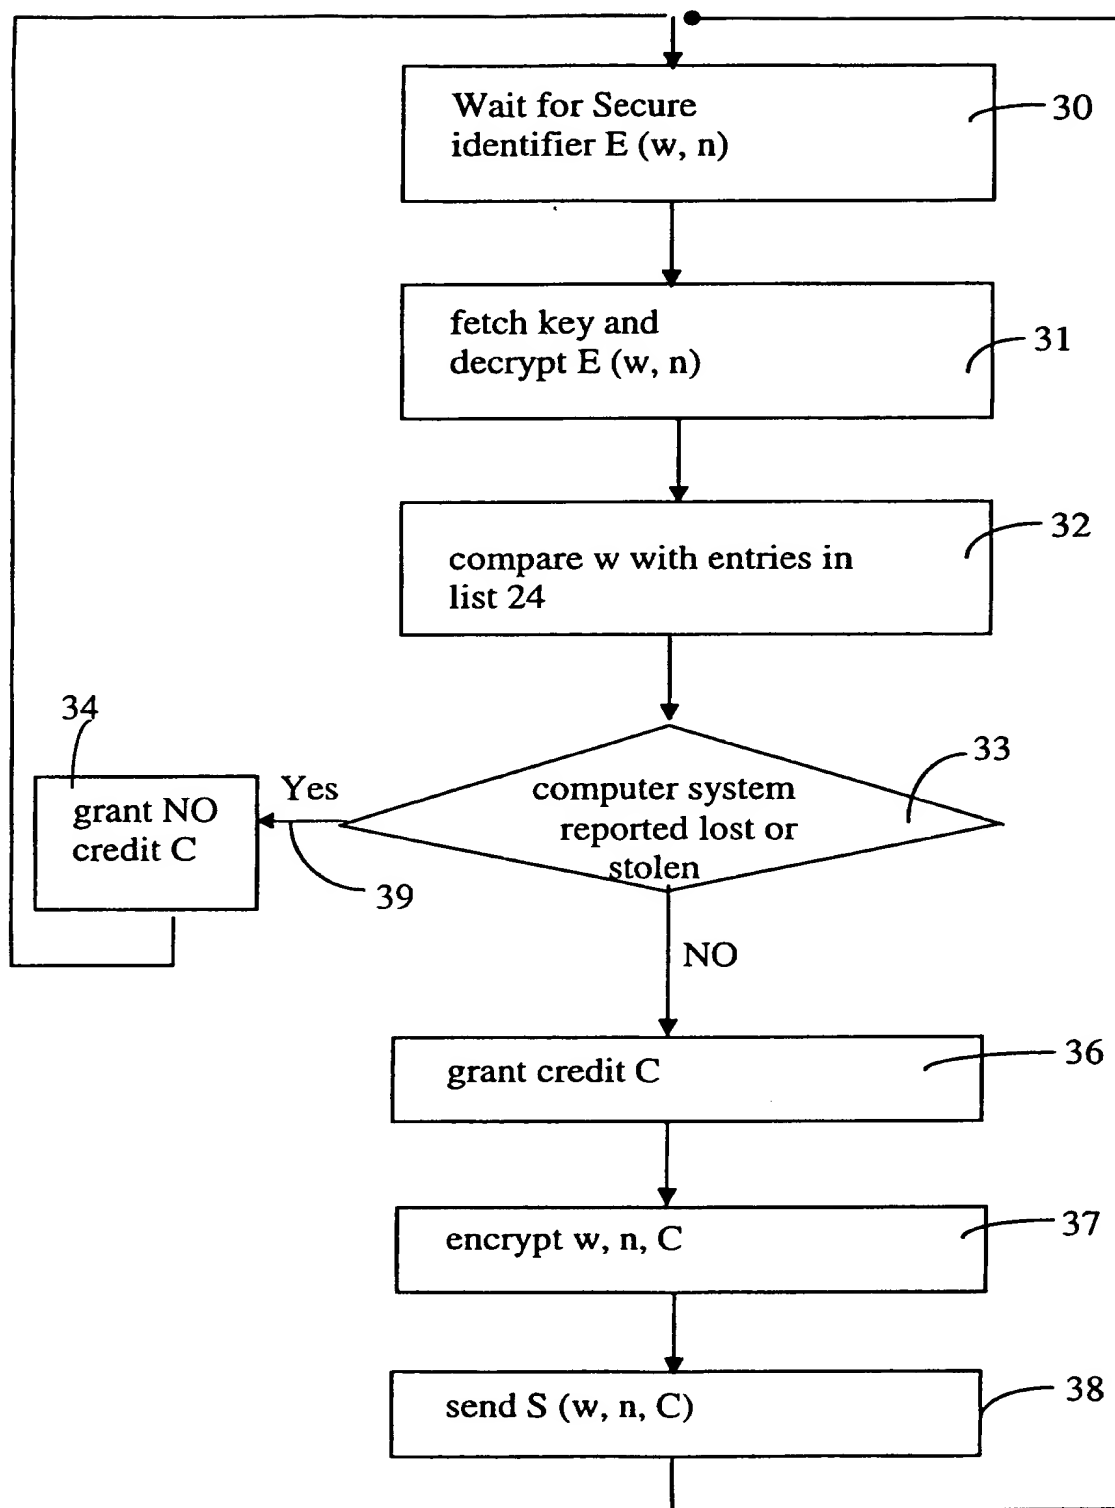 Wait for Secure
identifier E (w, n)
30
fetch key and
decrypt E (w, n)
31
compare w with entries in
list 24
32
34
grant NO
credit C
Yes
39
computer system
reported lost or
stolen
33
NO
grant credit C
36
encrypt w, n, C
37
send S (w, n, C)
38